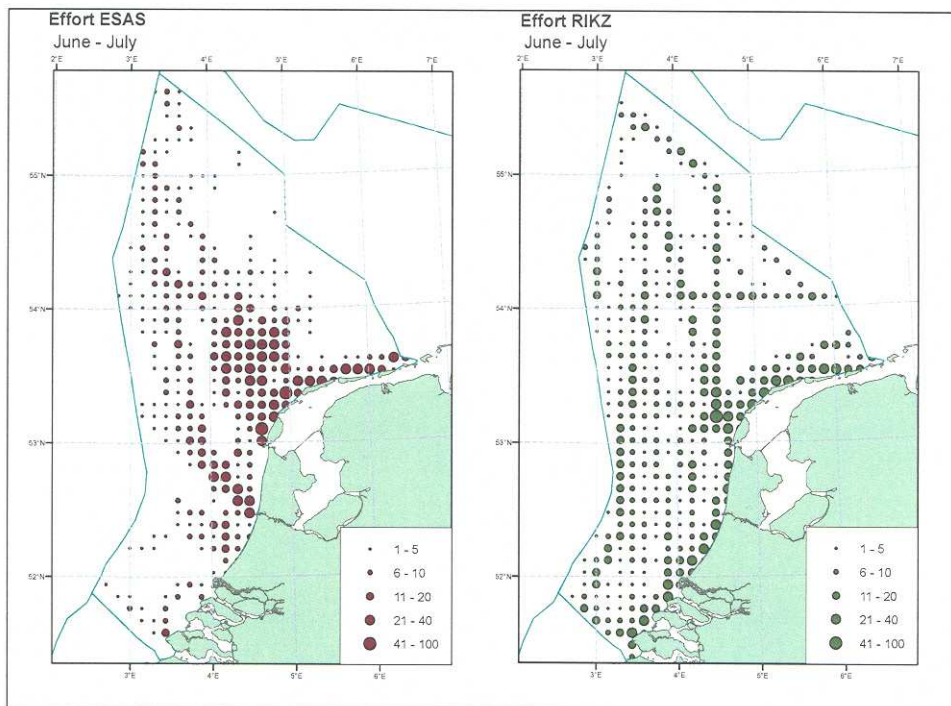 Effort ESAS
June - July
2°E 3°E 4°E 5°E 6°E 7°E
55°N
54°N
53°N
52°N
3°E 4°E 5°E 6°E
1 - 5
6 - 10
11 - 20
21 - 40
41 - 100
Effort RIKZ
June - July
2°E 3°E 4°E 5°E 6°E 7°E
55°N
54°N
53°N
52°N
3°E 4°E 5°E 6°E
1 - 5
6 - 10
11 - 20
21 - 40
41 - 100